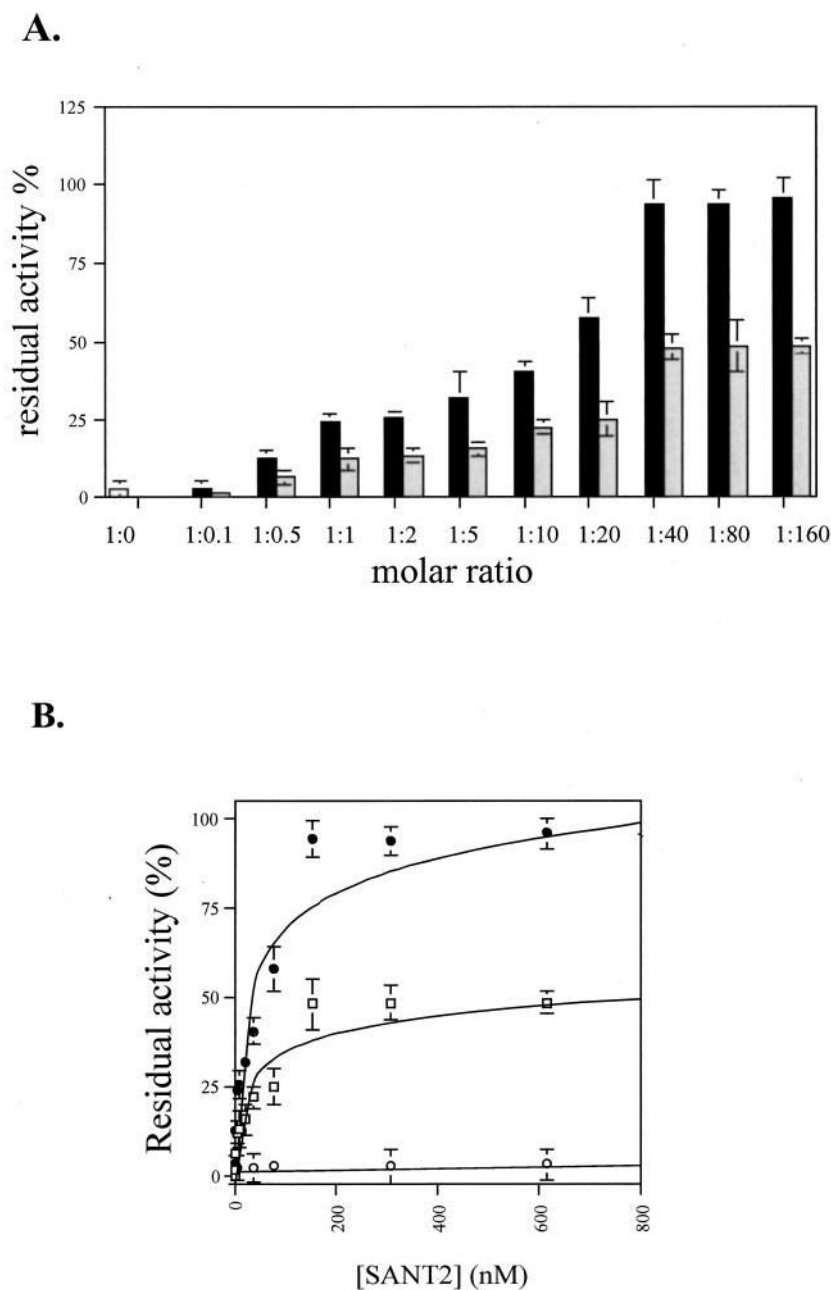 A.
125
100
75
50
25
0
residual activity %
1:0 1:0.1 1:0.5 1:1 1:2 1:5 1:10 1:20 1:40 1:80 1:160
molar ratio
B.
100
75
50
25
0
Residual activity (%)
0 200 400 600 800
[SANT2] (nM)